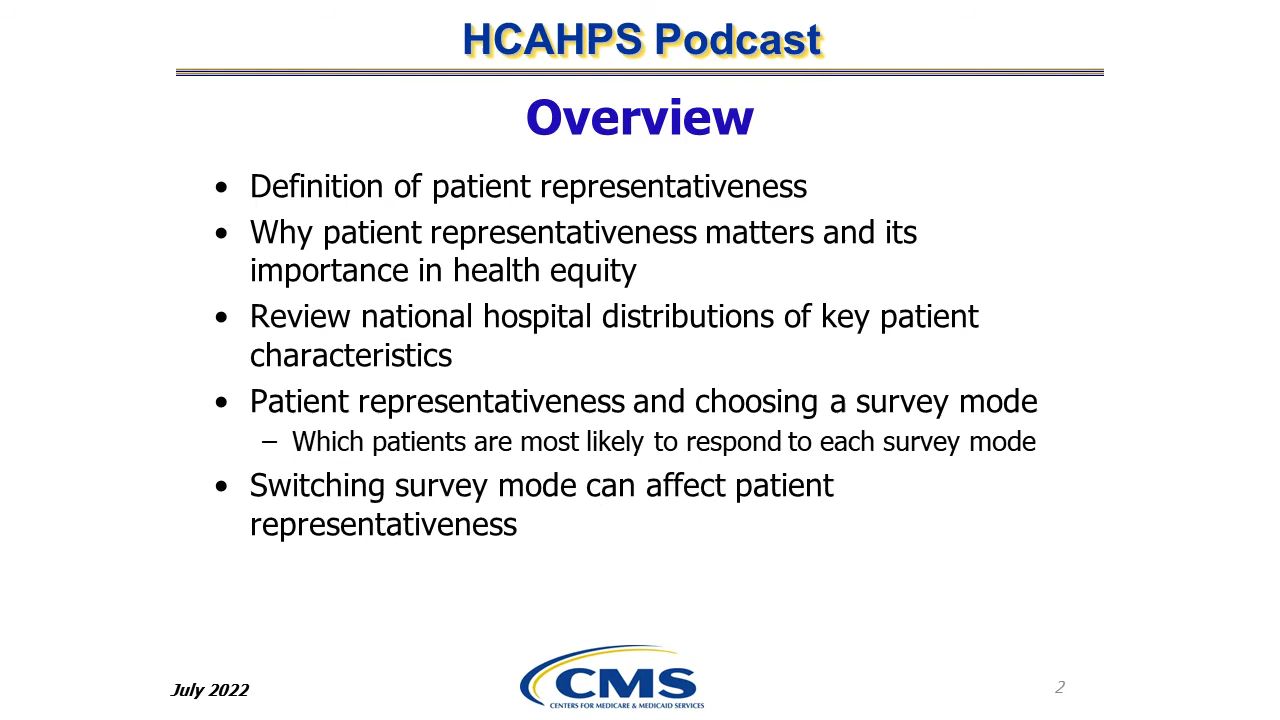 HCAHPS Podcast
Overview
• Definition of patient representativeness
• Why patient representativeness matters and its
importance in health equity
• Review national hospital distributions of key patient
characteristics
• Patient representativeness and choosing a survey mode
– Which patients are most likely to respond to each survey mode
• Switching survey mode can affect patient
representativeness
July 2022
CMS
CENTERS FOR MEDICARE & MEDICAID SERVICES
2